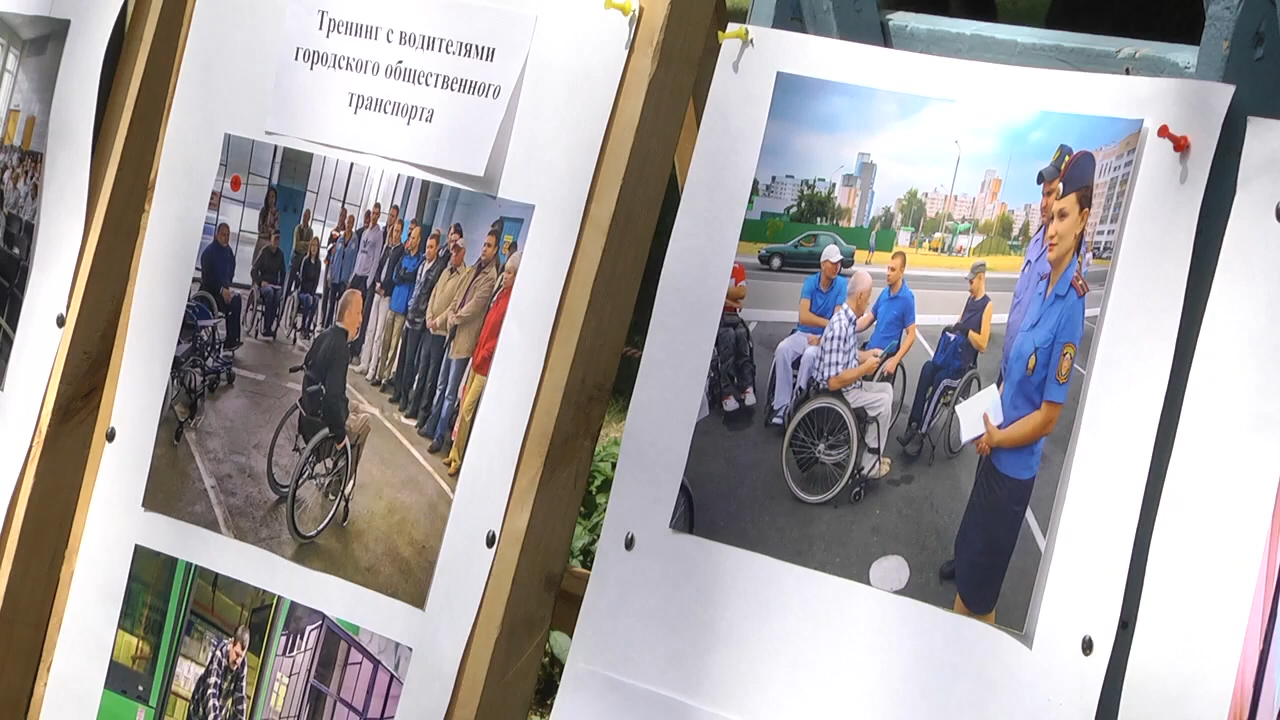 Тренинг с водителями
городского общественного
транспорта